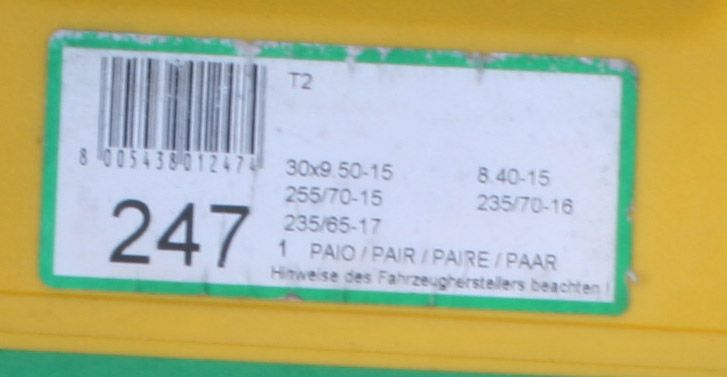 T2
8 005438 012474
247
30x9.50-15 8.40-15
255/70-15 235/70-16
235/65-17
1 PAIO / PAIR / PAIRE / PAAR
Hinweise des Fahrzeugherstellers beachten !